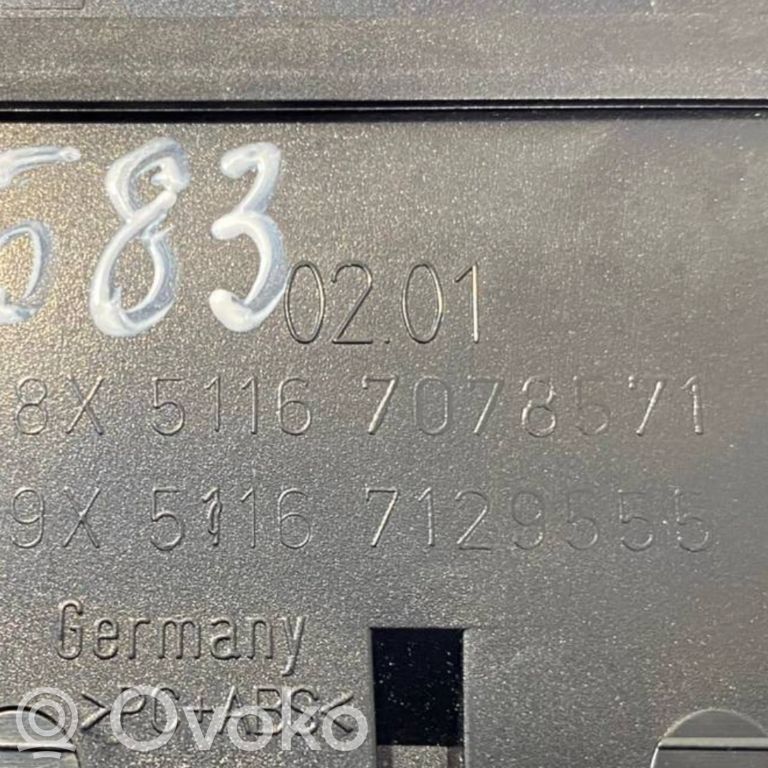 583
02.01
8X 5116 7078571
9X 5116 7129555
Germany
>PC+ABS<
Ovoko